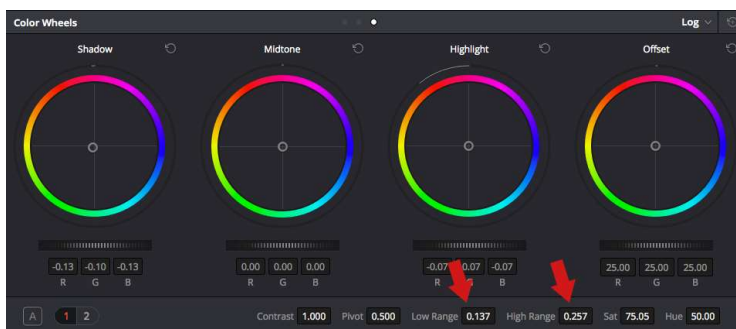 Color Wheels Log
Shadow Midtone Highlight Offset
-0.13 -0.10 -0.13 0.00 0.00 0.00 -0.07 0.07 -0.07 25.00 25.00 25.00
R G B R G B R G B R G B
A 1 2 Contrast 1.000 Pivot 0.500 Low Range 0.137 High Range 0.257 Sat 75.05 Hue 50.00